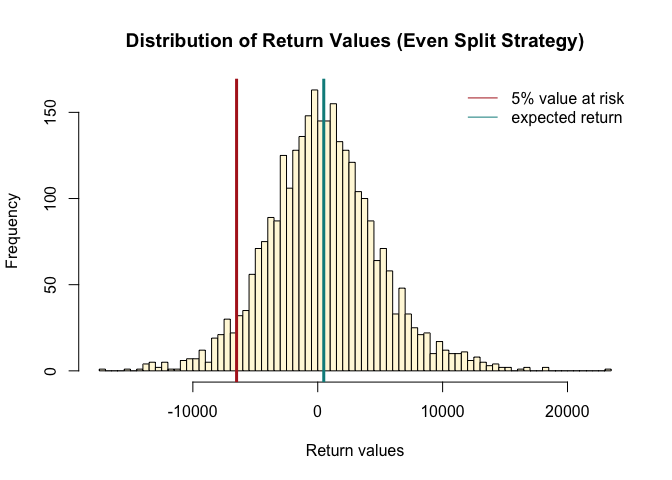 Distribution of Return Values (Even Split Strategy)
5% value at risk
expected return
150
100
50
0
Frequency
-10000 0 10000 20000
Return values